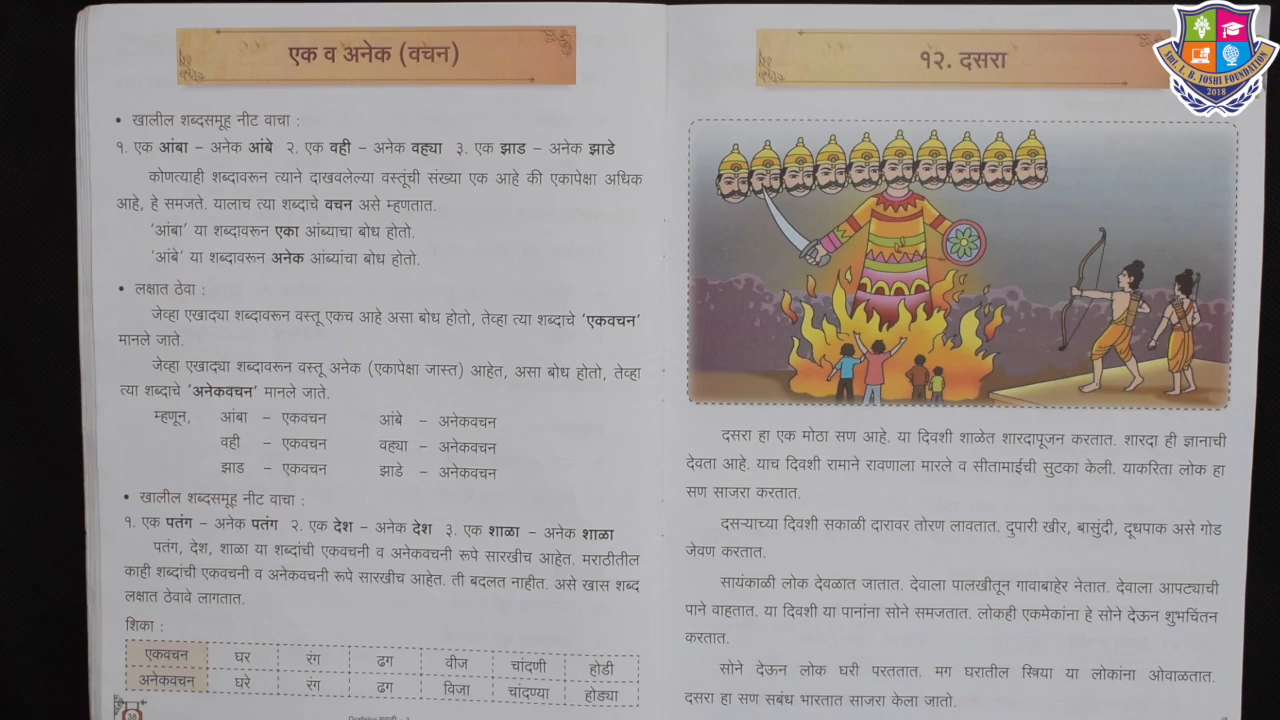 एक व अनेक (वचन)
• खालील शब्दसमूह नीट वाचा :
१. एक आंबा – अनेक आंबे २. एक वही – अनेक वह्या ३. एक झाड – अनेक झाडे
कोणत्याही शब्दावरून त्याने दाखवलेल्या वस्तूंची संख्या एक आहे की एकापेक्षा अधिक
आहे, हे समजते. यालाच त्या शब्दाचे वचन असे म्हणतात.
'आंबा' या शब्दावरून एका आंब्याचा बोध होतो.
'आंबे' या शब्दावरून अनेक आंब्यांचा बोध होतो.
• लक्षात ठेवा :
जेव्हा एखाद्या शब्दावरून वस्तू एकच आहे असा बोध होतो, तेव्हा त्या शब्दाचे 'एकवचन'
मानले जाते.
जेव्हा एखाद्या शब्दावरून वस्तू अनेक (एकापेक्षा जास्त) आहेत, असा बोध होतो, तेव्हा
त्या शब्दाचे 'अनेकवचन' मानले जाते.
म्हणून, आंबा – एकवचन आंबे – अनेकवचन
वही – एकवचन वह्या – अनेकवचन
झाड – एकवचन झाडे – अनेकवचन
• खालील शब्दसमूह नीट वाचा :
१. एक पतंग – अनेक पतंग २. एक देश – अनेक देश ३. एक शाळा – अनेक शाळा
पतंग, देश, शाळा या शब्दांची एकवचनी व अनेकवचनी रूपे सारखीच आहेत. मराठीतील
काही शब्दांची एकवचनी व अनेकवचनी रूपे सारखीच आहेत. ती बदलत नाहीत. असे खास शब्द
लक्षात ठेवावे लागतात.
शिका :
एकवचन घर रंग ढग वीज चांदणी होडी
अनेकवचन घरे रंग ढग विजा चांदण्या होड्या
38
१२. दसरा
दसरा हा एक मोठा सण आहे. या दिवशी शाळेत शारदापूजन करतात. शारदा ही ज्ञानाची
देवता आहे. याच दिवशी रामाने रावणाला मारले व सीतामाईची सुटका केली. याकरिता लोक हा
सण साजरा करतात.
दसऱ्याच्या दिवशी सकाळी दारावर तोरण लावतात. दुपारी खीर, बासुंदी, दूधपाक असे गोड
जेवण करतात.
सायंकाळी लोक देवळात जातात. देवाला पालखीतून गावाबाहेर नेतात. देवाला आपट्याची
पाने वाहतात. या दिवशी या पानांना सोने समजतात. लोकही एकमेकांना हे सोने देऊन शुभचिंतन
करतात.
सोने देऊन लोक घरी परततात. मग घरातील स्त्रिया या लोकांना ओवाळतात.
दसरा हा सण सबंध भारतात साजरा केला जातो.
SMT. L. B. JOSHI FOUNDATION
2018